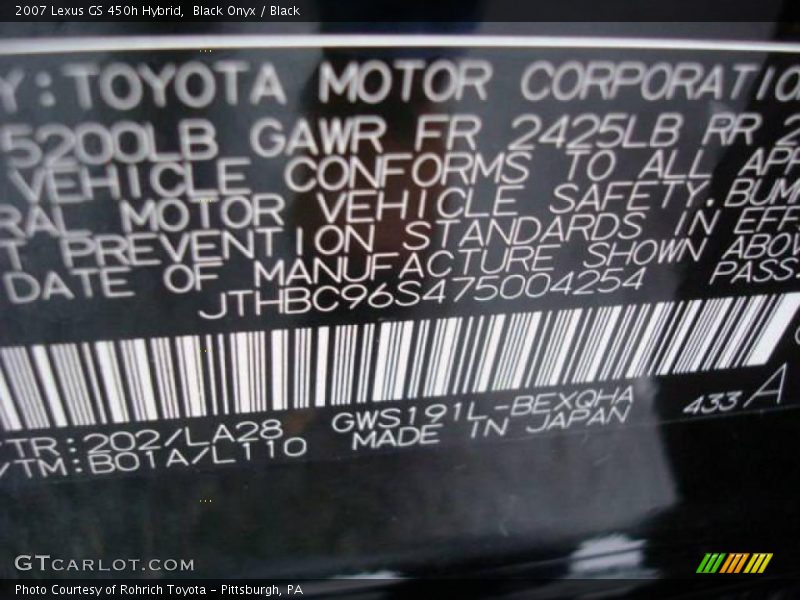 2007 Lexus GS 450h Hybrid,  Black Onyx / Black
Y: TOYOTA MOTOR CORPORATIO
5200LB GAWR FR 2425LB RR 2
VEHICLE CONFORMS TO ALL APP
RAL MOTOR VEHICLE SAFETY, BUM
T PREVENTION STANDARDS IN EFF
DATE OF MANUFACTURE SHOWN ABOV
JTHBC96S475004254 PASS
433 A
TR: 202/LA28 GWS191L-BEXQHA
/TM: B01A/L110 MADE IN JAPAN
GTCARLOT.COM
Photo Courtesy of Rohrich Toyota - Pittsburgh, PA